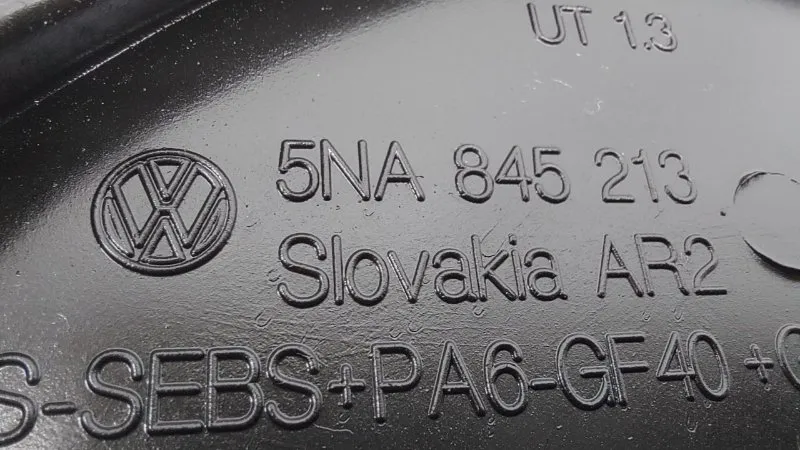 UT 1.3
5NA 845 213
Slovakia AR2
S-SEBS+PA6-GF40+